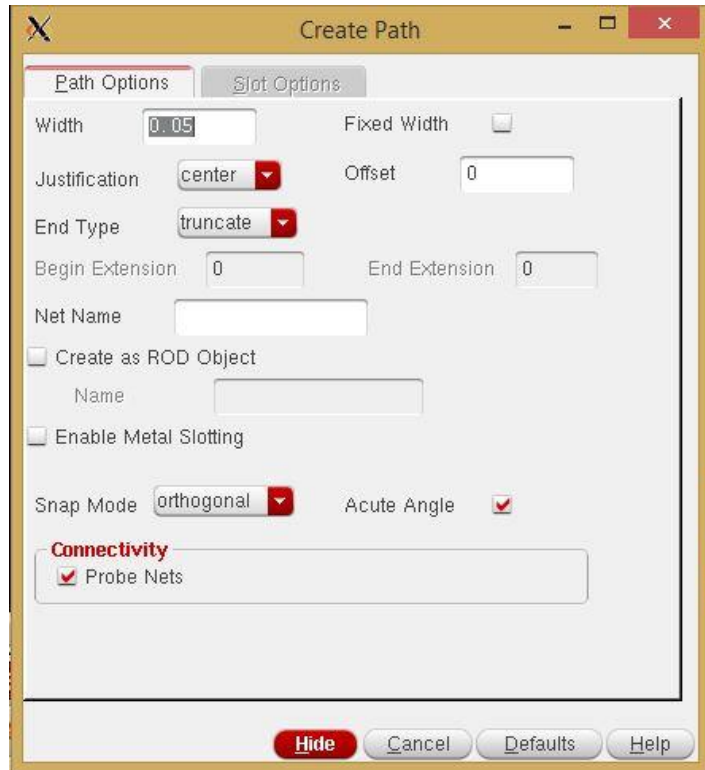 Create Path
Path Options Slot Options
Width 0.05 Fixed Width
Justification center Offset 0
End Type truncate
Begin Extension 0 End Extension 0
Net Name
Create as ROD Object
Name
Enable Metal Slotting
Snap Mode orthogonal Acute Angle
Connectivity
Probe Nets
Hide Cancel Defaults Help